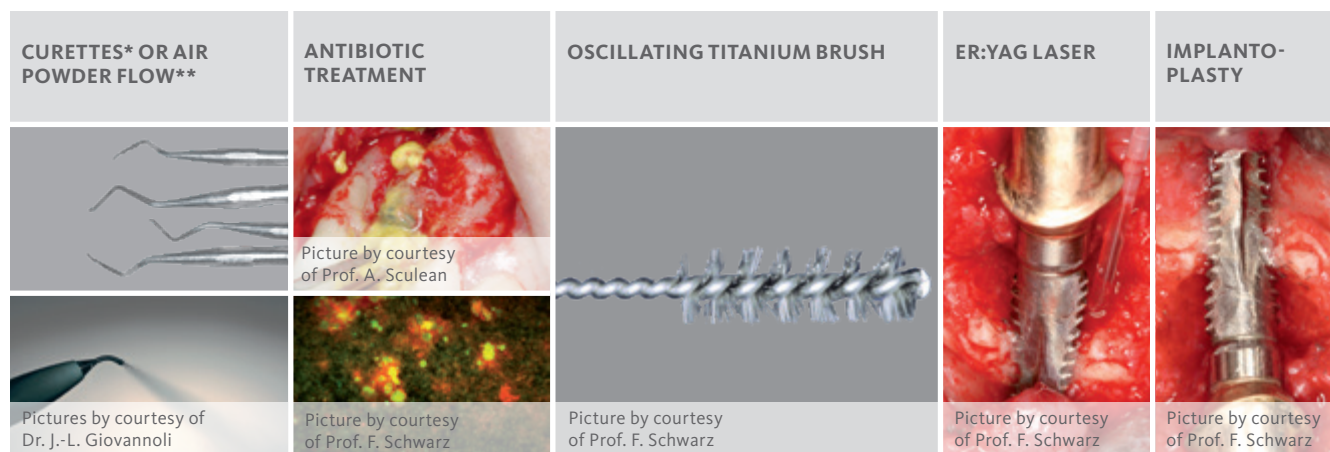 CURETTES* OR AIR
POWDER FLOW**
ANTIBIOTIC
TREATMENT
OSCILLATING TITANIUM BRUSH
ER:YAG LASER
IMPLANTO-
PLASTY
Picture by courtesy
of Prof. A. Sculean
Pictures by courtesy of
Dr. J.-L. Giovannoli
Picture by courtesy
of Prof. F. Schwarz
Picture by courtesy
of Prof. F. Schwarz
Picture by courtesy
of Prof. F. Schwarz
Picture by courtesy
of Prof. F. Schwarz